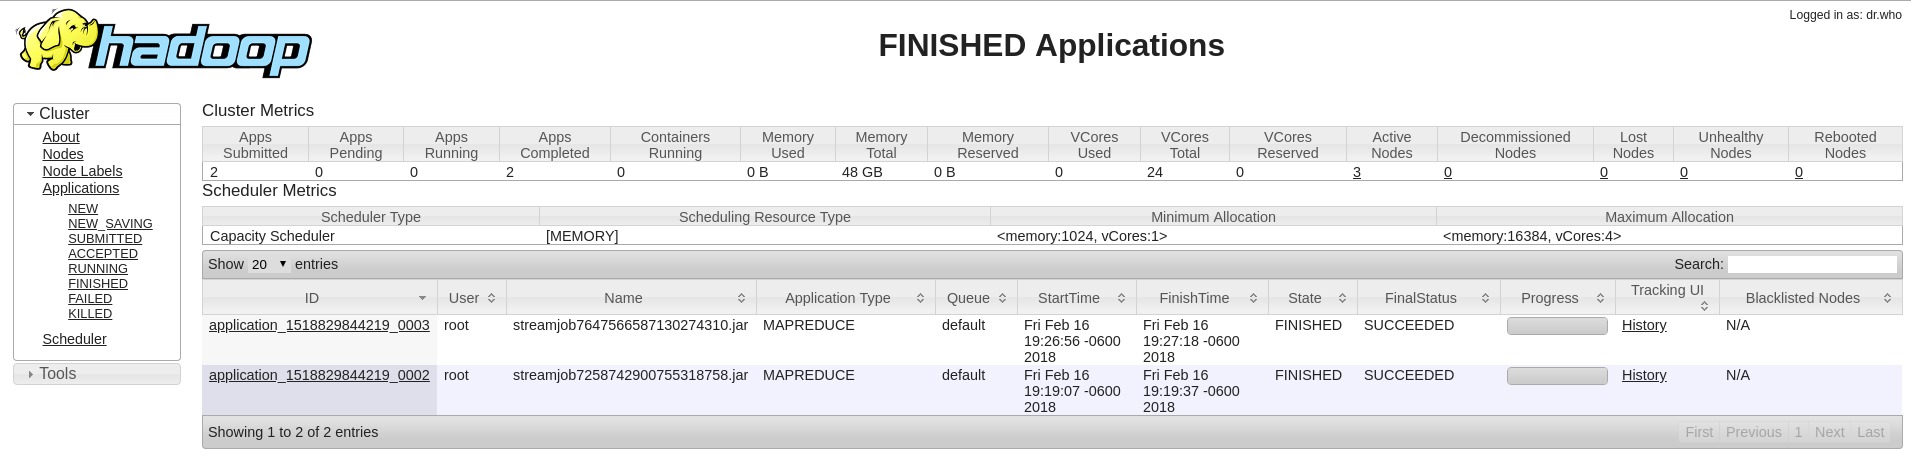 hadoop
Logged in as: dr.who
FINISHED Applications
Cluster
About
Nodes
Node Labels
Applications
NEW
NEW_SAVING
SUBMITTED
ACCEPTED
RUNNING
FINISHED
FAILED
KILLED
Scheduler
Tools
Cluster Metrics
Apps Submitted Apps Pending Apps Running Apps Completed Containers Running Memory Used Memory Total Memory Reserved VCores Used VCores Total VCores Reserved Active Nodes Decommissioned Nodes Lost Nodes Unhealthy Nodes Rebooted Nodes
2 0 0 2 0 0 B 48 GB 0 B 0 24 0 3 0 0 0 0
Scheduler Metrics
Scheduler Type Scheduling Resource Type Minimum Allocation Maximum Allocation
Capacity Scheduler [MEMORY] <memory:1024, vCores:1> <memory:16384, vCores:4>
Show 20 entries Search:
ID User Name Application Type Queue StartTime FinishTime State FinalStatus Progress Tracking UI Blacklisted Nodes
application_1518829844219_0003 root streamjob7647566587130274310.jar MAPREDUCE default Fri Feb 16 19:26:56 -0600 2018 Fri Feb 16 19:27:18 -0600 2018 FINISHED SUCCEEDED History N/A
application_1518829844219_0002 root streamjob7258742900755318758.jar MAPREDUCE default Fri Feb 16 19:19:07 -0600 2018 Fri Feb 16 19:19:37 -0600 2018 FINISHED SUCCEEDED History N/A
Showing 1 to 2 of 2 entries First Previous 1 Next Last